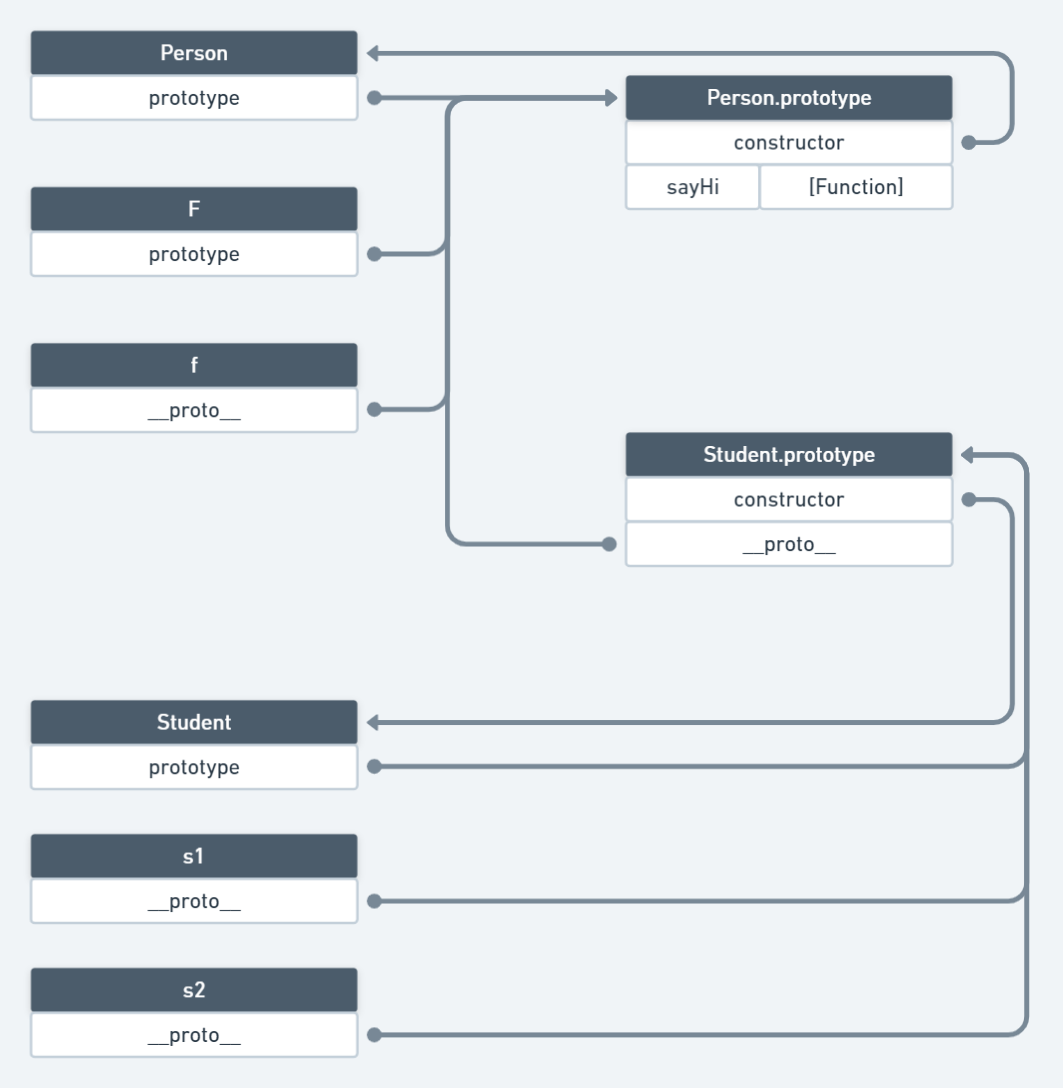 Person
prototype
Person.prototype
constructor
sayHi [Function]
F
prototype
f
__proto__
Student.prototype
constructor
__proto__
Student
prototype
s1
__proto__
s2
__proto__